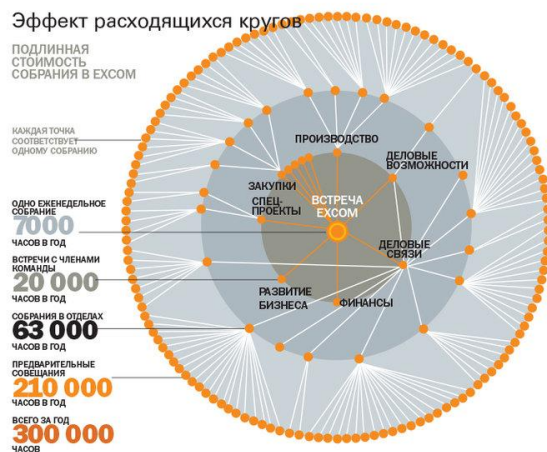 Эффект расходящихся кругов
ПОДЛИННАЯ
СТОИМОСТЬ
СОБРАНИЯ В EXCOM
КАЖДАЯ ТОЧКА
СООТВЕТСТВУЕТ
ОДНОМУ СОБРАНИЮ
ОДНО ЕЖЕНЕДЕЛЬНОЕ
СОБРАНИЕ
7000
ЧАСОВ В ГОД
ВСТРЕЧИ С ЧЛЕНАМИ
КОМАНДЫ
20 000
ЧАСОВ В ГОД
СОБРАНИЯ В ОТДЕЛАХ
63 000
ЧАСОВ В ГОД
ПРЕДВАРИТЕЛЬНЫЕ
СОВЕЩАНИЯ
210 000
ЧАСОВ В ГОД
ВСЕГО ЗА ГОД
300 000
ЧАСОВ
ПРОИЗВОДСТВО
ДЕЛОВЫЕ
ВОЗМОЖНОСТИ
ЗАКУПКИ
СПЕЦ-
ПРОЕКТЫ
ВСТРЕЧА
EXCOM
ДЕЛОВЫЕ
СВЯЗИ
РАЗВИТИЕ
БИЗНЕСА
ФИНАНСЫ